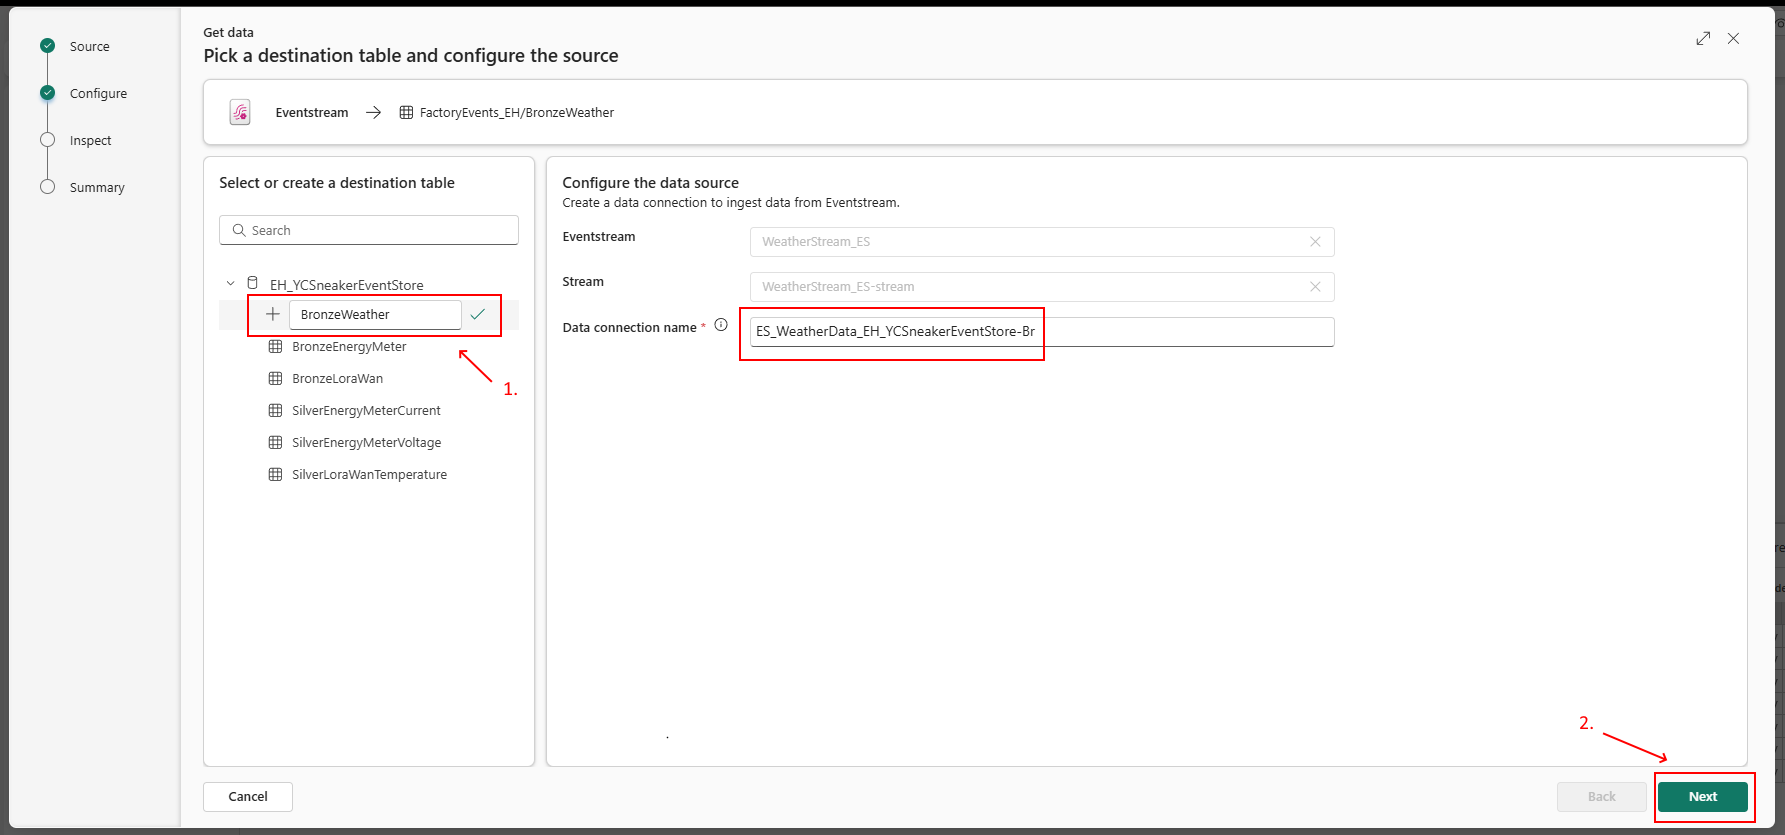 Source
Configure
Inspect
Summary
Get data
Pick a destination table and configure the source
Eventstream → FactoryEvents_EH/BronzeWeather
Select or create a destination table
Search
EH_YCSneakerEventStore
BronzeWeather
BronzeEnergyMeter
BronzeLoraWan
SilverEnergyMeterCurrent
SilverEnergyMeterVoltage
SilverLoraWanTemperature
1.
Configure the data source
Create a data connection to ingest data from Eventstream.
Eventstream WeatherStream_ES
Stream WeatherStream_ES-stream
Data connection name * ES_WeatherData_EH_YCSneakerEventStore-Br
2.
Cancel
Back
Next